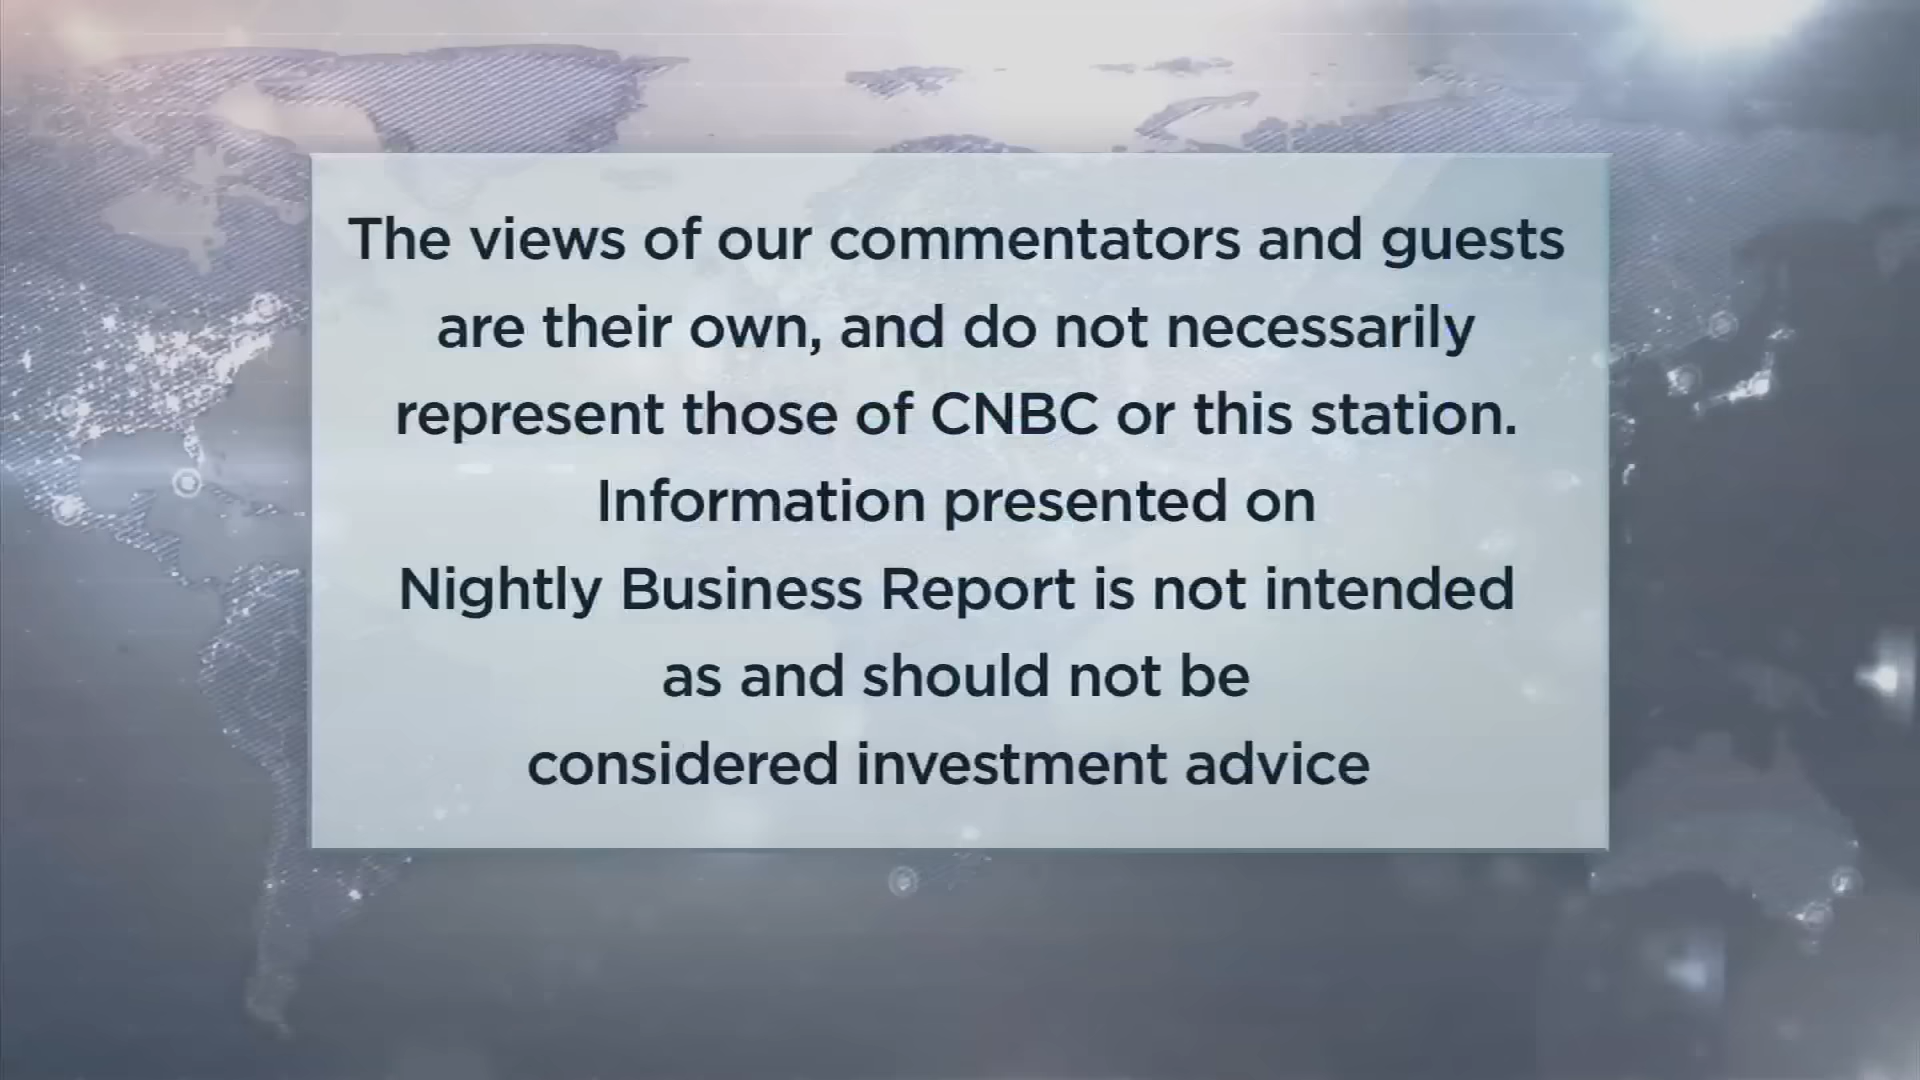 The views of our commentators and guests
are their own, and do not necessarily
represent those of CNBC or this station.
Information presented on
Nightly Business Report is not intended
as and should not be
considered investment advice